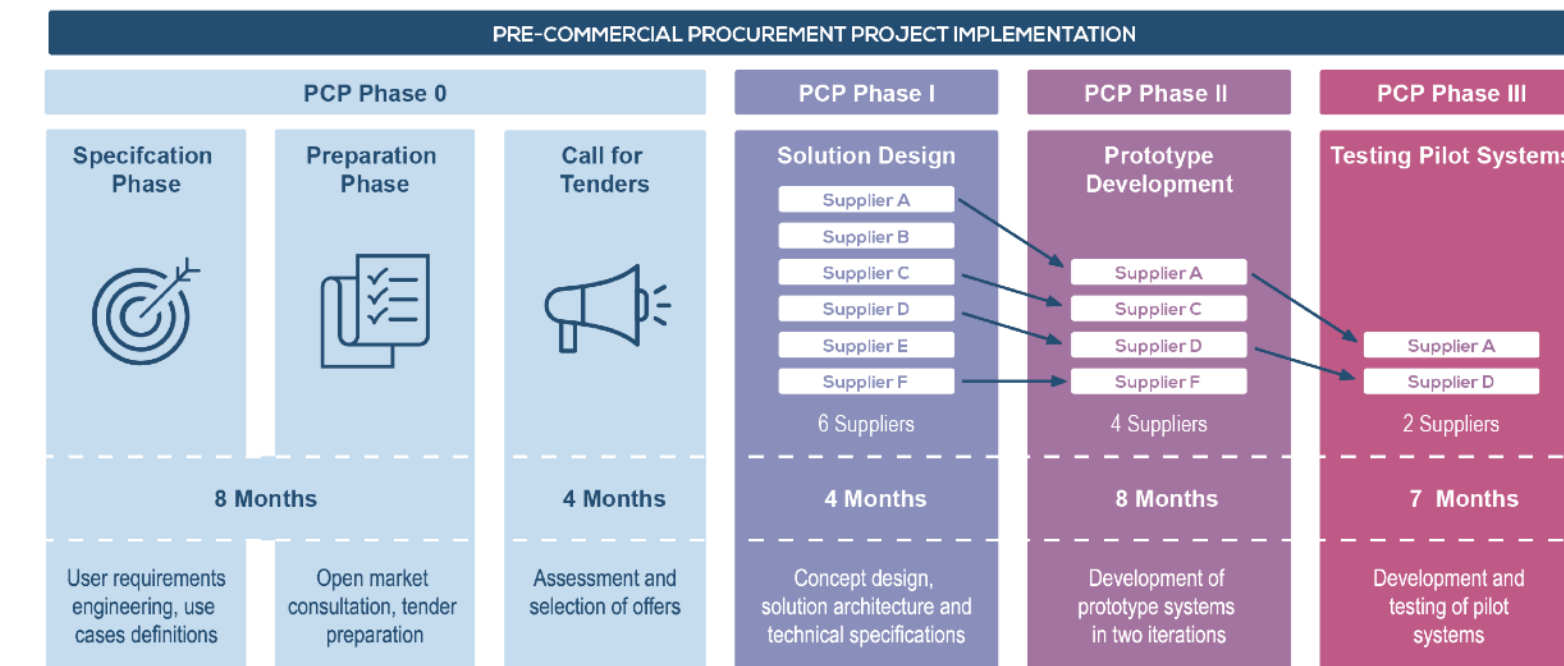 PRE-COMMERCIAL PROCUREMENT PROJECT IMPLEMENTATION
PCP Phase 0
PCP Phase I
PCP Phase II
PCP Phase III
Specifcation
Phase
Preparation
Phase
Call for
Tenders
Solution Design
Supplier A
Supplier B
Supplier C
Supplier D
Supplier E
Supplier F
6 Suppliers
Prototype
Development
Supplier A
Supplier C
Supplier D
Supplier F
4 Suppliers
Testing Pilot Systems
Supplier A
Supplier D
2 Suppliers
8 Months
4 Months
4 Months
8 Months
7 Months
User requirements
engineering, use
cases definitions
Open market
consultation, tender
preparation
Assessment and
selection of offers
Concept design,
solution architecture and
technical specifications
Development of
prototype systems
in two iterations
Development and
testing of pilot
systems